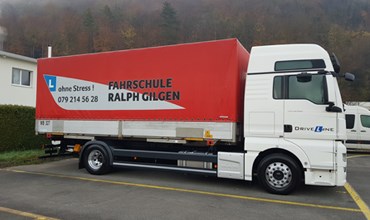 L
ohne Stress !
079 214 56 28
FAHRSCHULE
RALPH GILGEN
DRIVE LINE